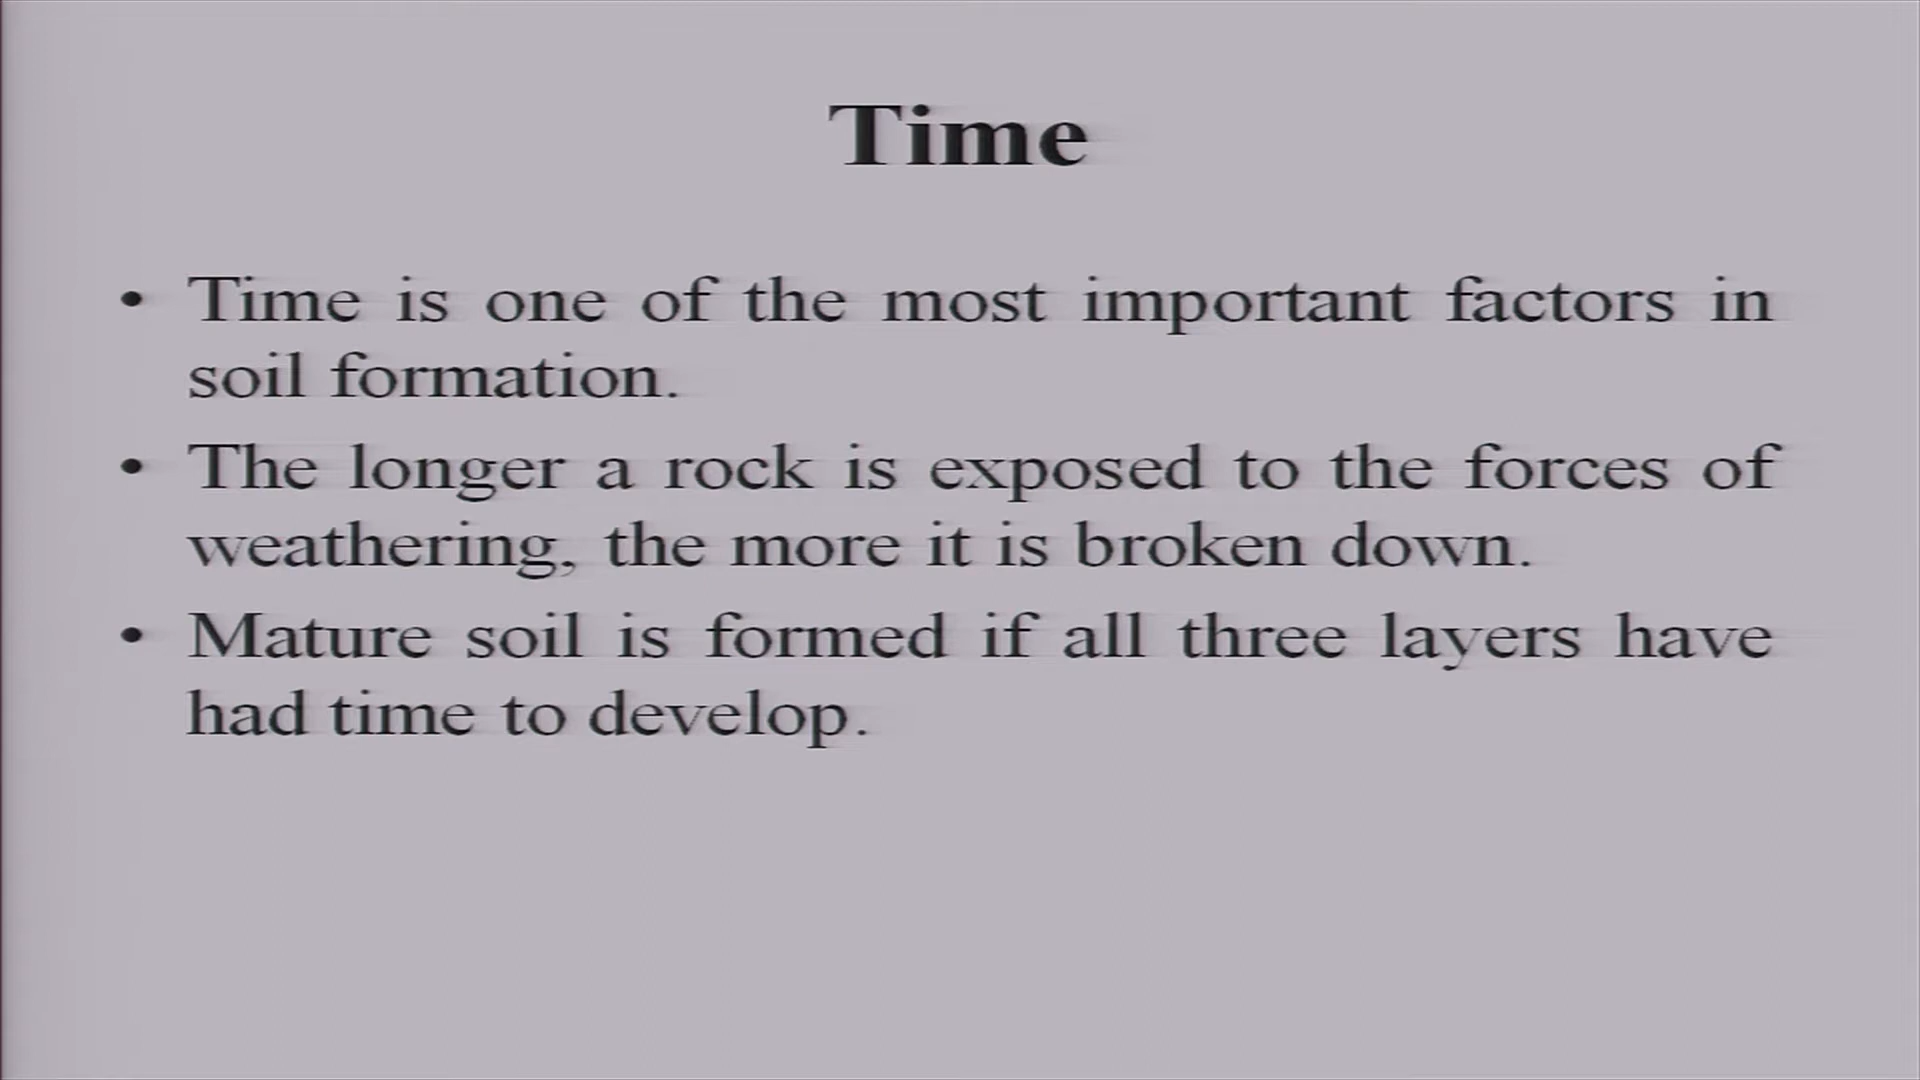 Time
• Time is one of the most important factors in
soil formation.
• The longer a rock is exposed to the forces of
weathering, the more it is broken down.
• Mature soil is formed if all three layers have
had time to develop.